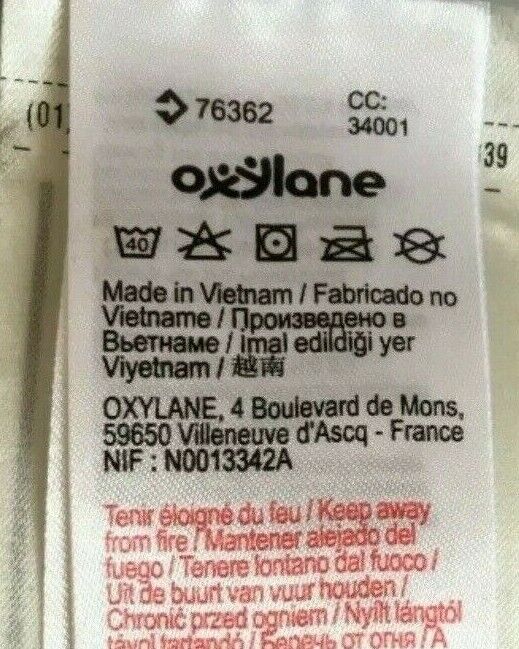 76362
CC:
34001
(01
39
oxylane
40
Made in Vietnam / Fabricado no
Vietname / Произведено в
Вьетнаме / İmal edildiği yer
Viyetnam / 越南
OXYLANE, 4 Boulevard de Mons,
59650 Villeneuve d'Ascq - France
NIF : N0013342A
Tenir éloigné du feu / Keep away
from fire / Mantener alejado del
fuego / Tenere lontano dal fuoco /
Uit de buurt van vuur houden /
Chronić przed ogniem / Nyílt lángtól
távol tartandó / Беречь от огня / A